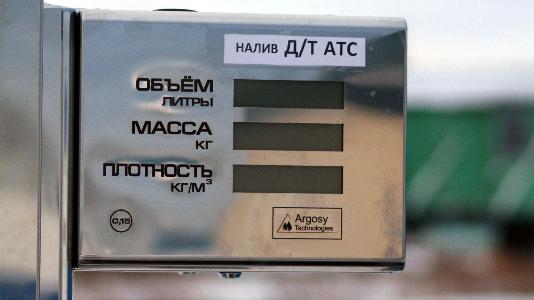 НАЛИВ Д/Т АТС
ОБЪЁМ
ЛИТРЫ
МАССА
КГ
ПЛОТНОСТЬ
КГ/М³
0,15
Argosy
Technologies